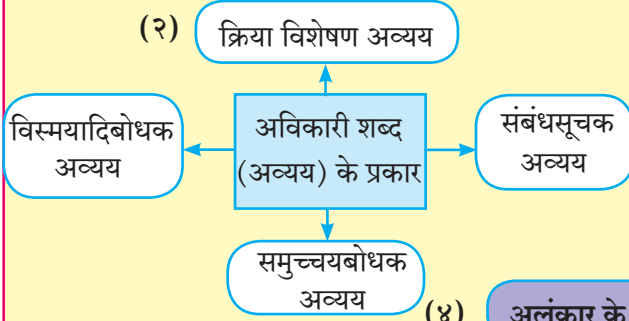 (२)
क्रिया विशेषण अव्यय
विस्मयादिबोधक
अव्यय
अविकारी शब्द
(अव्यय) के प्रकार
संबंधसूचक
अव्यय
समुच्चयबोधक
अव्यय
(४)
अलंकार के